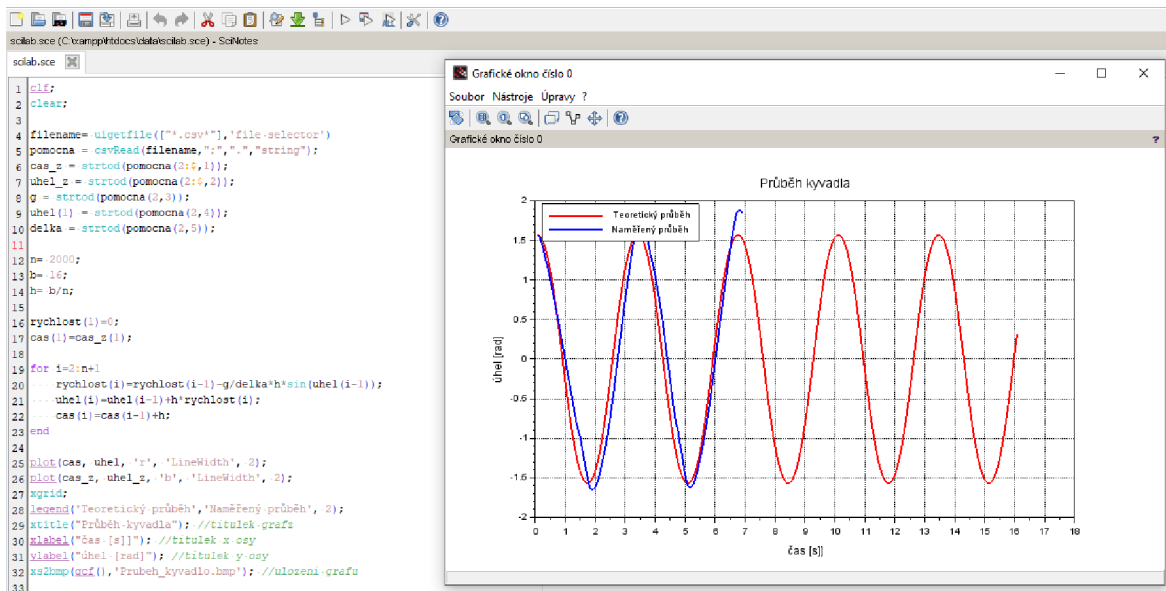 scilab.sce (C:\xampp\htdocs\data\scilab.sce) - SciNotes
scilab.sce
1 clf;
2 clear;
3
4 filename= uigetfile(["*.csv*"],'file selector')
5 pomocna = csvRead(filename,";",".","string");
6 cas_z = strtod(pomocna(2:$,1));
7 uhel_z = strtod(pomocna(2:$,2));
8 g = strtod(pomocna(2,3));
9 uhel(1) = strtod(pomocna(2,4));
10 delka = strtod(pomocna(2,5));
11
12 n= 2000;
13 b= 16;
14 h= b/n;
15
16 rychlost(1)=0;
17 cas(1)=cas_z(1);
18
19 for i=2:n+1
20 rychlost(i)=rychlost(i-1)-g/delka*h*sin(uhel(i-1));
21 uhel(i)=uhel(i-1)+h*rychlost(i);
22 cas(i)=cas(i-1)+h;
23 end
24
25 plot(cas, uhel, 'r', 'LineWidth', 2);
26 plot(cas_z, uhel_z, 'b', 'LineWidth', 2);
27 xgrid;
28 legend('Teoretický průběh','Naměřený průběh', 2);
29 xtitle("Průběh kyvadla"); //titulek grafu
30 xlabel("čas [s]]"); //titulek x-osy
31 ylabel("úhel [rad]"); //titulek y-osy
32 xs2bmp(gcf(),'Prubeh_kyvadlo.bmp'); //ulozeni grafu
33
Grafické okno číslo 0
Soubor Nástroje Úpravy ?
Grafické okno číslo 0
?
Průběh kyvadla
Teoretický průběh
Naměřený průběh
2
1.5
1
0.5
0
-0.5
-1
-1.5
-2
úhel [rad]
0 1 2 3 4 5 6 7 8 9 10 11 12 13 14 15 16 17 18
čas [s]]